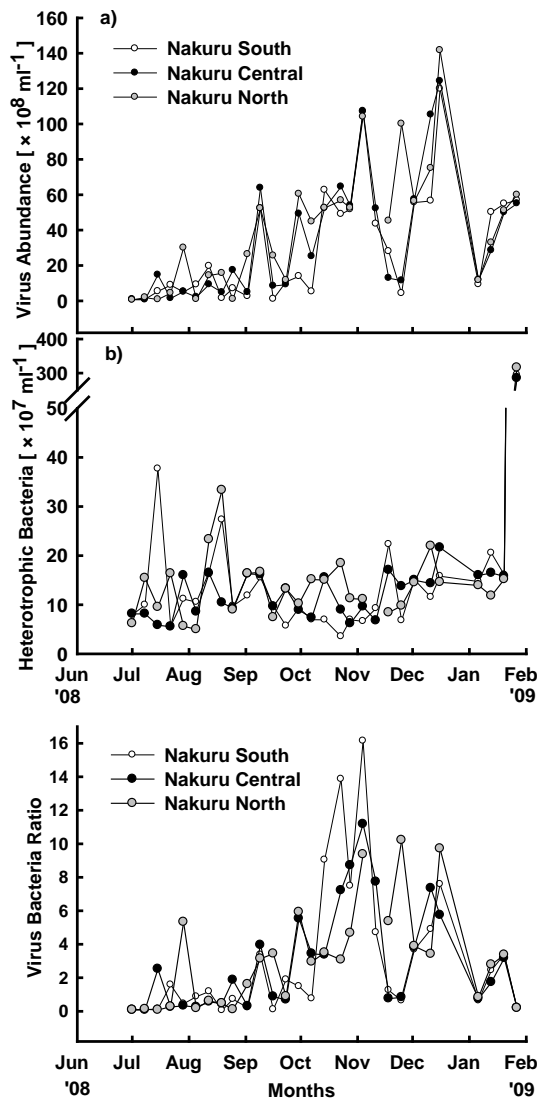 a)
Nakuru South
Nakuru Central
Nakuru North
Virus Abundance [ × 10⁸ ml⁻¹ ]
160
140
120
100
80
60
40
20
0
b)
Heterotrophic Bacteria [ × 10⁷ ml⁻¹ ]
400
300
50
40
30
20
10
0
Jun Jul Aug Sep Oct Nov Dec Jan Feb
'08 '09
Nakuru South
Nakuru Central
Nakuru North
Virus Bacteria Ratio
16
14
12
10
8
6
4
2
0
Jun Jul Aug Sep Oct Nov Dec Jan Feb
'08 Months '09